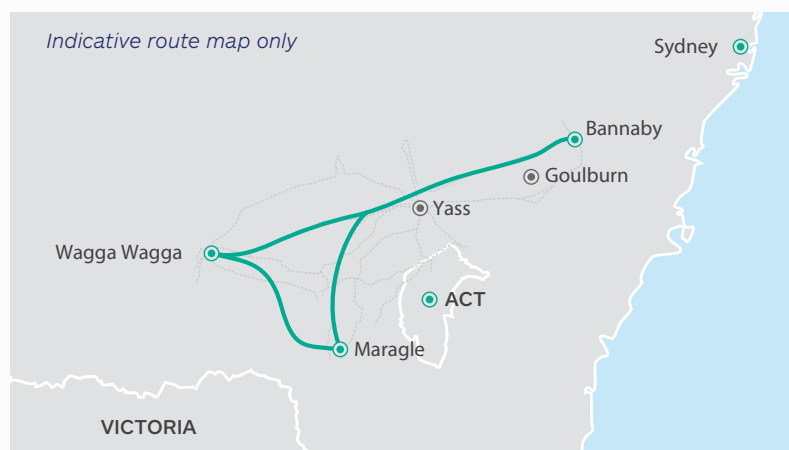 Indicative route map only
Sydney
Bannaby
Goulburn
Yass
Wagga Wagga
ACT
Maragle
VICTORIA